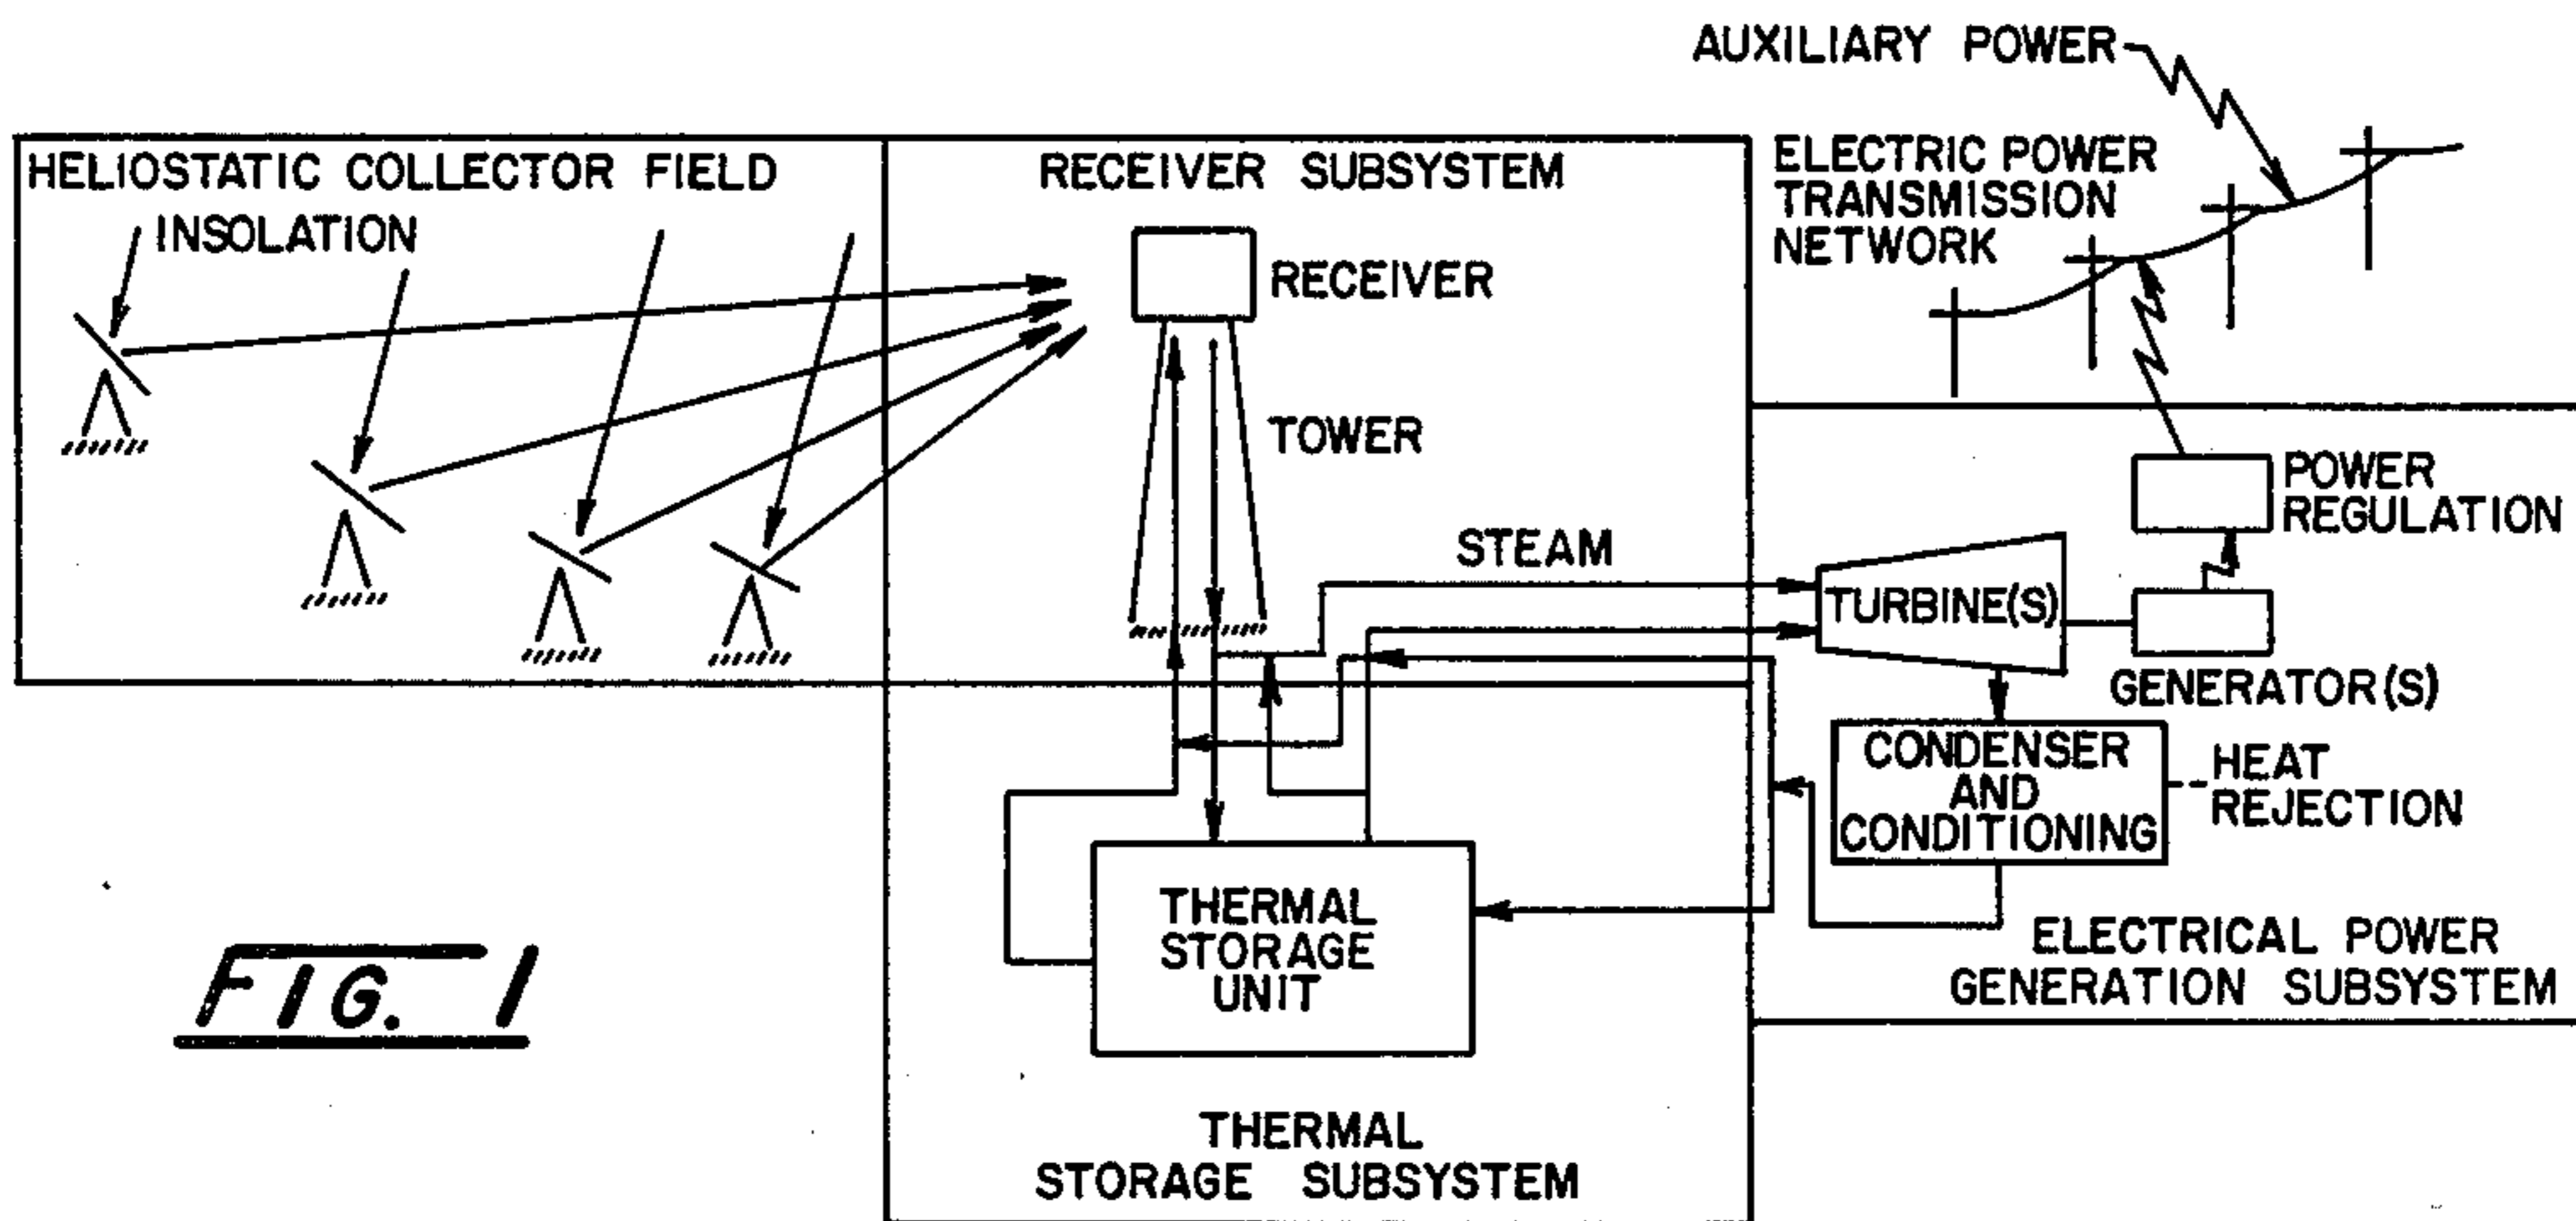 AUXILIARY POWER
HELIOSTATIC COLLECTOR FIELD
INSOLATION
RECEIVER SUBSYSTEM
RECEIVER
TOWER
ELECTRIC POWER
TRANSMISSION
NETWORK
POWER
REGULATION
STEAM
TURBINE(S)
GENERATOR(S)
CONDENSER
AND
CONDITIONING
HEAT
REJECTION
THERMAL
STORAGE
UNIT
ELECTRICAL POWER
GENERATION SUBSYSTEM
THERMAL
STORAGE SUBSYSTEM
FIG. 1